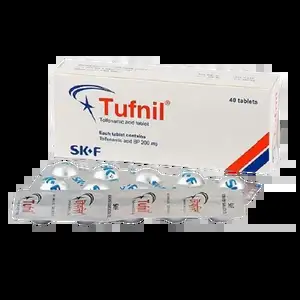 Tufnil®
Tolfenamic acid tablet
40 tablets
Each tablet contains
Tolfenamic acid BP 200 mg
SK+F